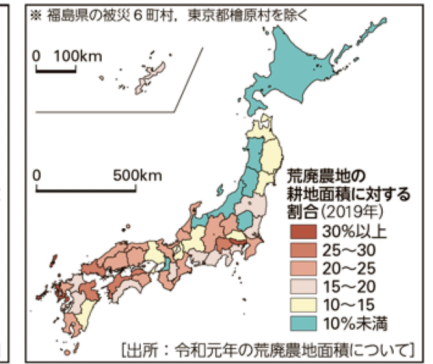 ※ 福島県の被災6町村，東京都檜原村を除く
0 100km
0 500km
荒廃農地の
耕地面積に対する
割合(2019年)
30%以上
25～30
20～25
15～20
10～15
10%未満
[出所：令和元年の荒廃農地面積について]